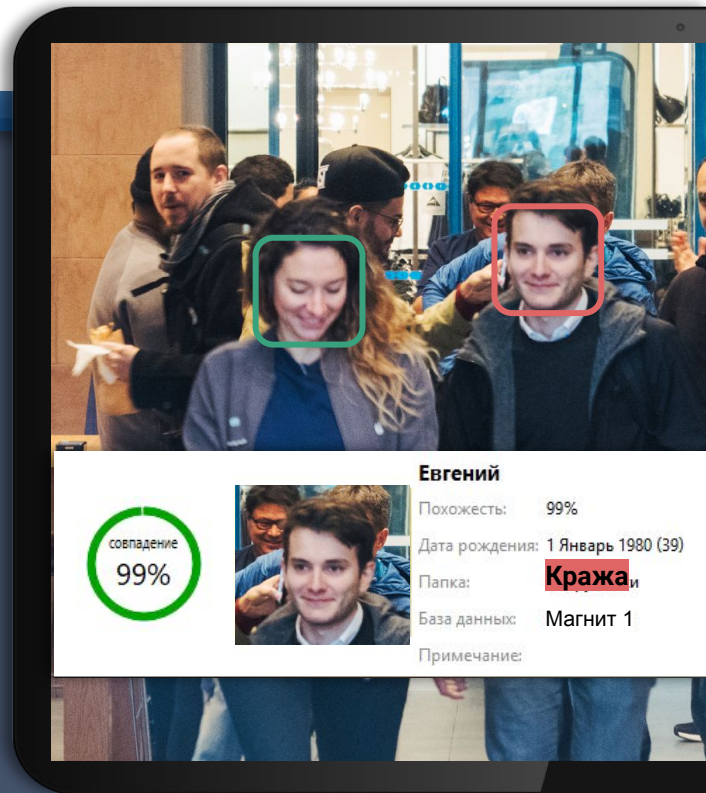 Евгений
Похожесть: 99%
совпадение
99%
Дата рождения: 1 Январь 1980 (39)
Папка: Кража
База данных: Магнит 1
Примечание: